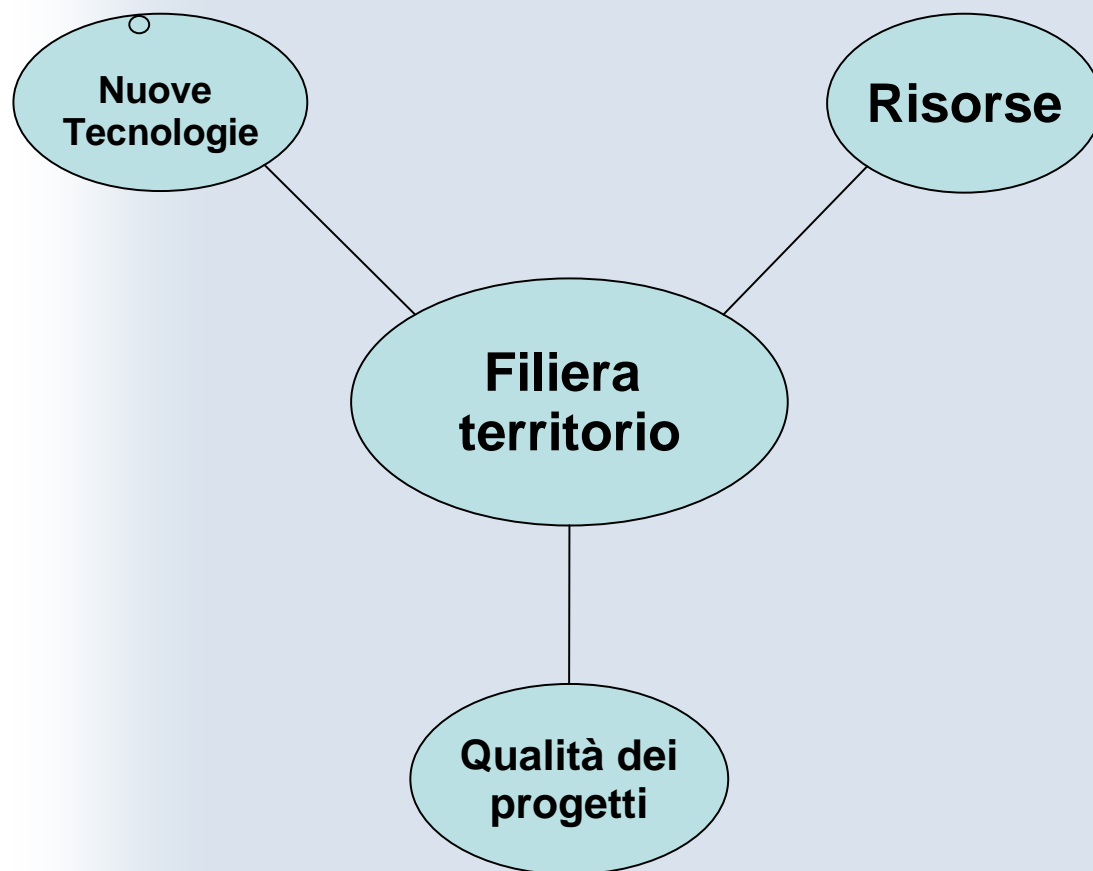 Nuove
Tecnologie
Risorse
Filiera
territorio
Qualità dei
progetti